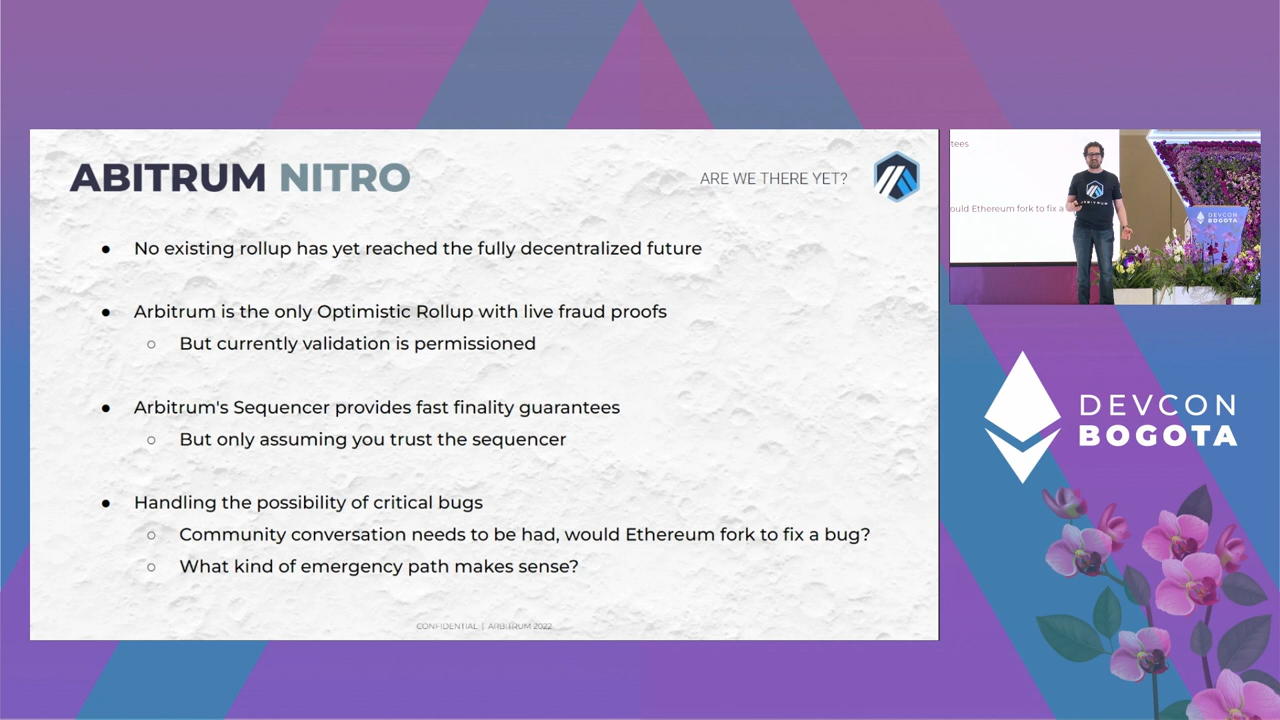 ABITRUM NITRO
ARE WE THERE YET?
● No existing rollup has yet reached the fully decentralized future
● Arbitrum is the only Optimistic Rollup with live fraud proofs
○ But currently validation is permissioned
● Arbitrum's Sequencer provides fast finality guarantees
○ But only assuming you trust the sequencer
● Handling the possibility of critical bugs
○ Community conversation needs to be had, would Ethereum fork to fix a bug?
○ What kind of emergency path makes sense?
CONFIDENTIAL | ARBITRUM 2022
tees
ould Ethereum fork to fix a
ARBITRUM
DEVCON
BOGOTA
DEVCON
BOGOTA